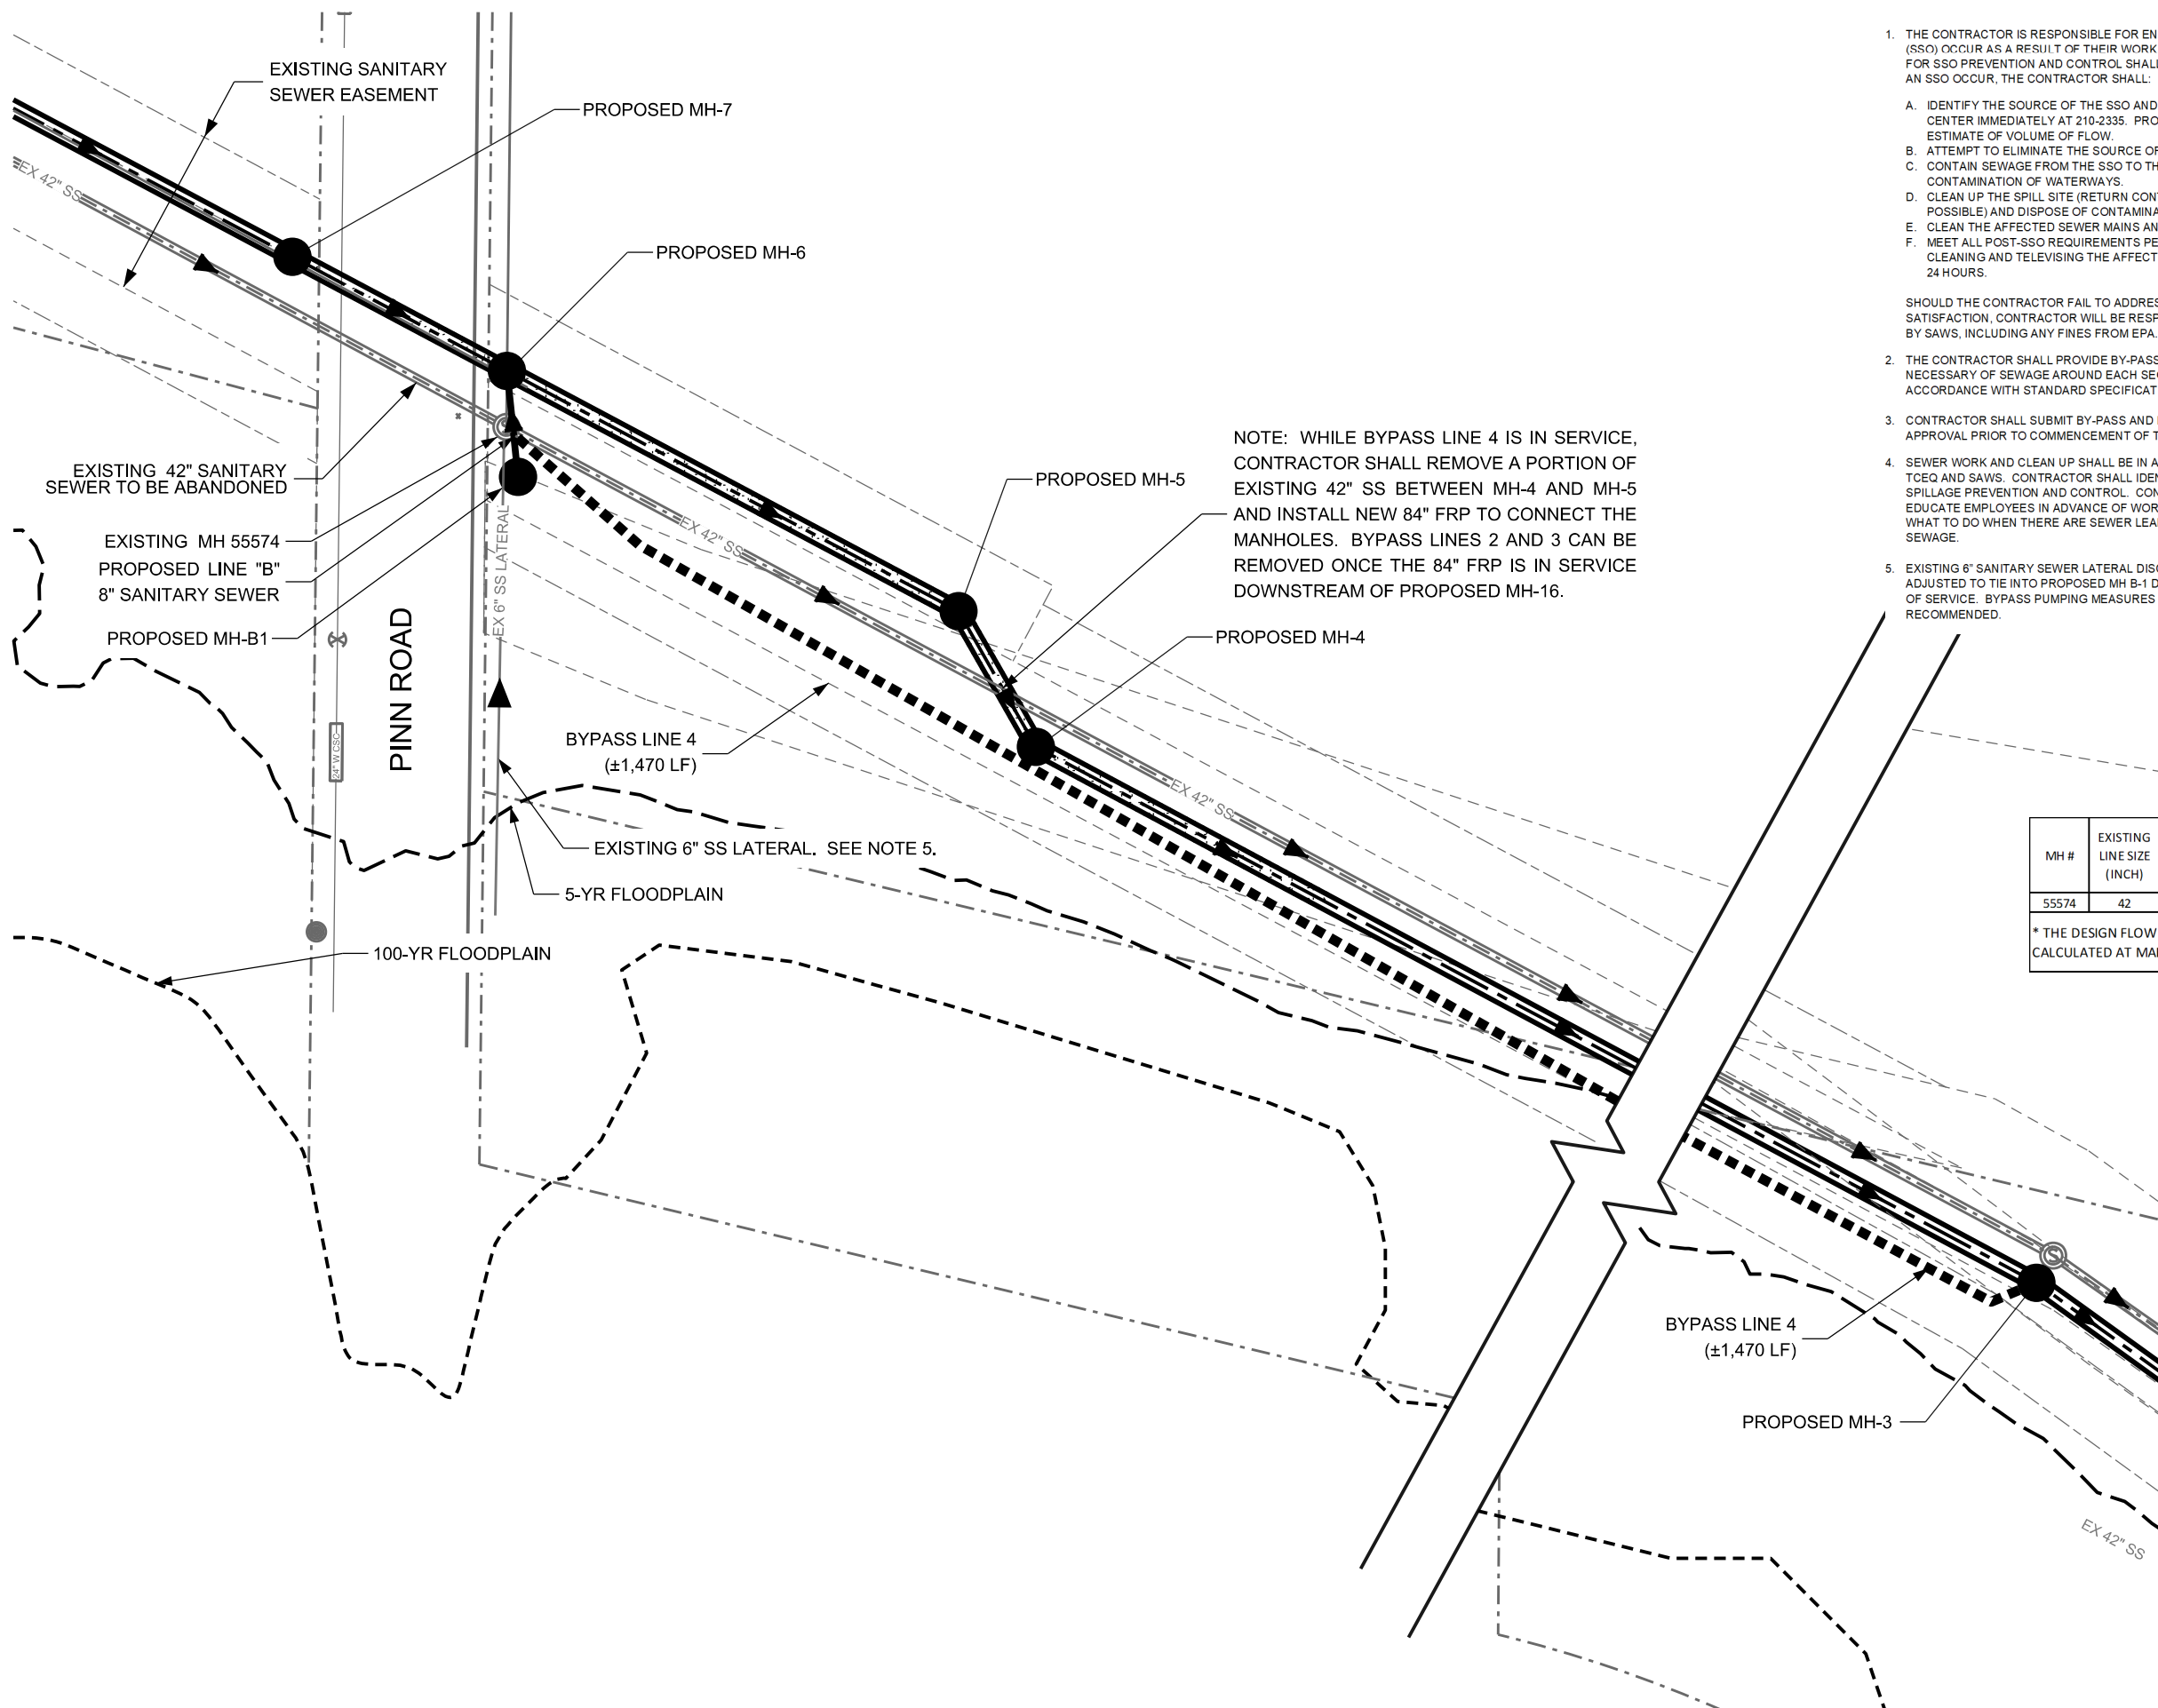 EXISTING SANITARY
SEWER EASEMENT
PROPOSED MH-7
PROPOSED MH-6
EX 42" SS
EXISTING 42" SANITARY
SEWER TO BE ABANDONED
EXISTING MH 55574
PROPOSED LINE "B"
8" SANITARY SEWER
PROPOSED MH-B1
PINN ROAD
24" W CSC
EX 6" SS LATERAL
EX 42" SS
S
PROPOSED MH-5
NOTE: WHILE BYPASS LINE 4 IS IN SERVICE,
CONTRACTOR SHALL REMOVE A PORTION OF
EXISTING 42" SS BETWEEN MH-4 AND MH-5
AND INSTALL NEW 84" FRP TO CONNECT THE
MANHOLES. BYPASS LINES 2 AND 3 CAN BE
REMOVED ONCE THE 84" FRP IS IN SERVICE
DOWNSTREAM OF PROPOSED MH-16.
PROPOSED MH-4
BYPASS LINE 4
(±1,470 LF)
EX 42" SS
EXISTING 6" SS LATERAL. SEE NOTE 5.
5-YR FLOODPLAIN
100-YR FLOODPLAIN
S
BYPASS LINE 4
(±1,470 LF)
PROPOSED MH-3
EX 42" SS
1. THE CONTRACTOR IS RESPONSIBLE FOR EN
(SSO) OCCUR AS A RESULT OF THEIR WORK
FOR SSO PREVENTION AND CONTROL SHALL
AN SSO OCCUR, THE CONTRACTOR SHALL:
A. IDENTIFY THE SOURCE OF THE SSO AND
CENTER IMMEDIATELY AT 210-2335. PRO
ESTIMATE OF VOLUME OF FLOW.
B. ATTEMPT TO ELIMINATE THE SOURCE OF
C. CONTAIN SEWAGE FROM THE SSO TO TH
CONTAMINATION OF WATERWAYS.
D. CLEAN UP THE SPILL SITE (RETURN CONT
POSSIBLE) AND DISPOSE OF CONTAMINA
E. CLEAN THE AFFECTED SEWER MAINS AN
F. MEET ALL POST-SSO REQUIREMENTS PE
CLEANING AND TELEVISING THE AFFECT
24 HOURS.
SHOULD THE CONTRACTOR FAIL TO ADDRES
SATISFACTION, CONTRACTOR WILL BE RESP
BY SAWS, INCLUDING ANY FINES FROM EPA.
2. THE CONTRACTOR SHALL PROVIDE BY-PASS
NECESSARY OF SEWAGE AROUND EACH SEC
ACCORDANCE WITH STANDARD SPECIFICAT
3. CONTRACTOR SHALL SUBMIT BY-PASS AND
APPROVAL PRIOR TO COMMENCEMENT OF T
4. SEWER WORK AND CLEAN UP SHALL BE IN A
TCEQ AND SAWS. CONTRACTOR SHALL IDEN
SPILLAGE PREVENTION AND CONTROL. CON
EDUCATE EMPLOYEES IN ADVANCE OF WOR
WHAT TO DO WHEN THERE ARE SEWER LEA
SEWAGE.
5. EXISTING 6" SANITARY SEWER LATERAL DISC
ADJUSTED TO TIE INTO PROPOSED MH B-1 D
OF SERVICE. BYPASS PUMPING MEASURES
RECOMMENDED.
MH # EXISTING LINE SIZE (INCH)
55574 42
* THE DESIGN FLOW
CALCULATED AT MA